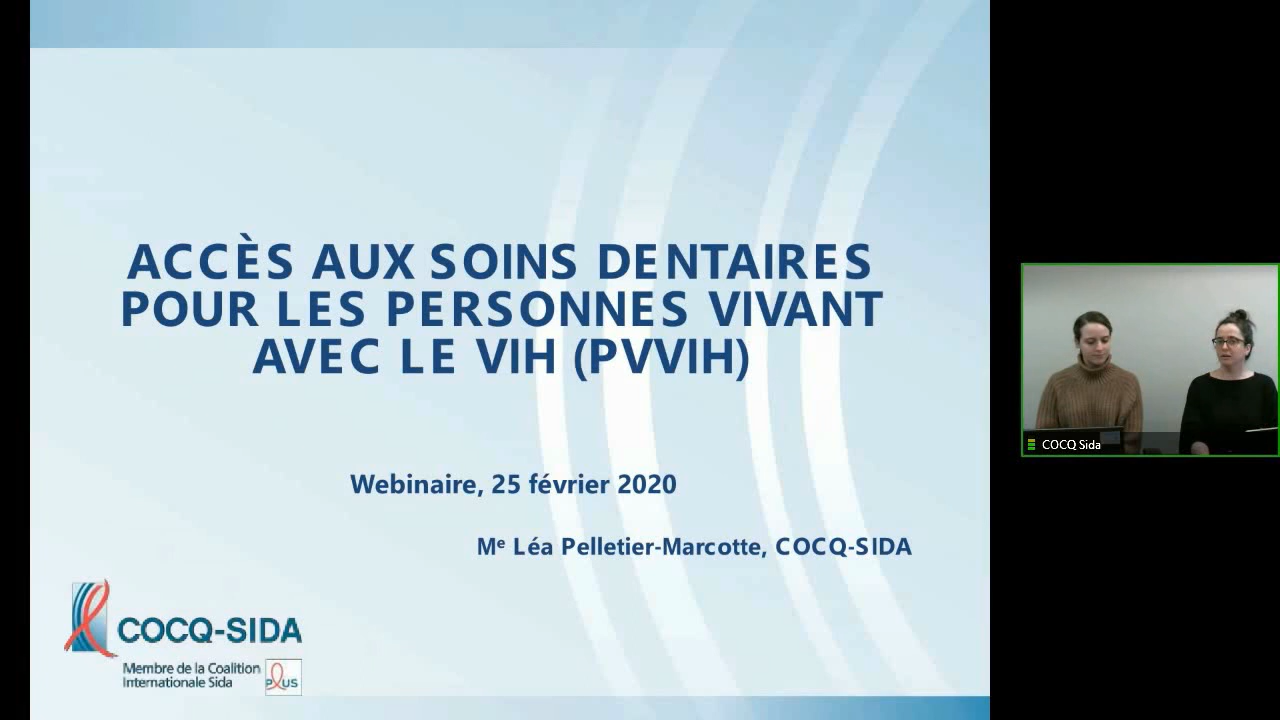 ACCÈS AUX SOINS DENTAIRES
POUR LES PERSONNES VIVANT
AVEC LE VIH (PVVIH)
Webinaire, 25 février 2020
Mᵉ Léa Pelletier-Marcotte, COCQ-SIDA
COCQ-SIDA
Membre de la Coalition
Internationale Sida
PLUS
COCQ Sida